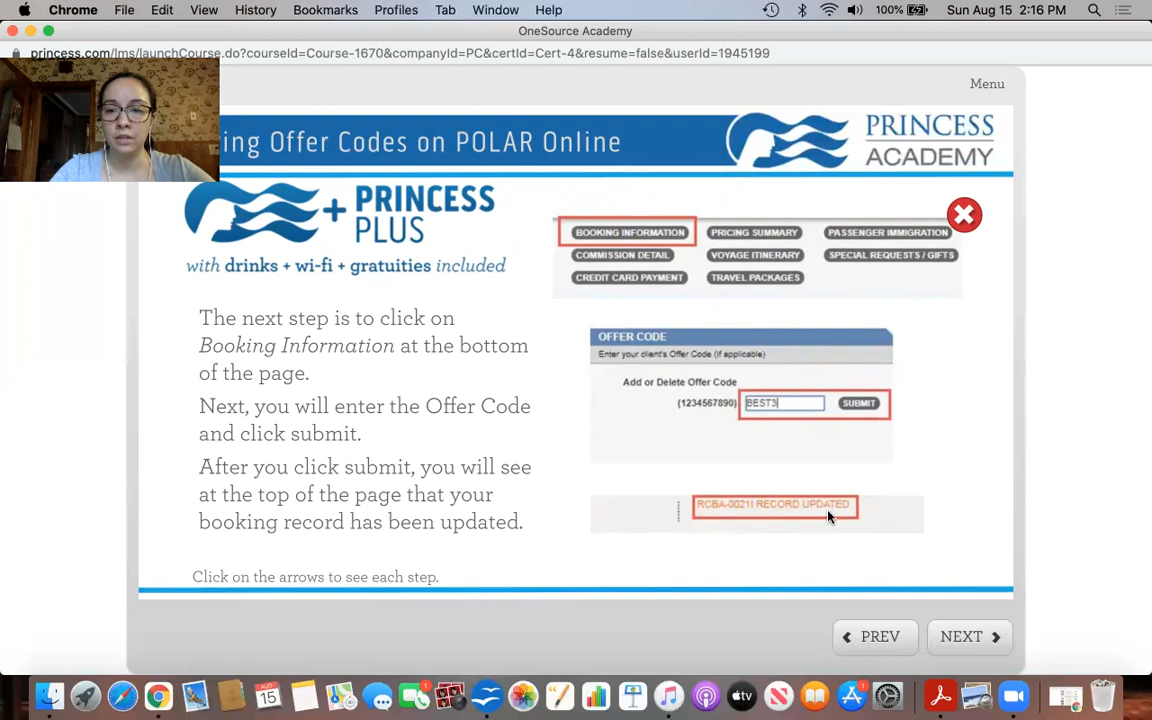 Chrome File Edit View History Bookmarks Profiles Tab Window Help 100% Sun Aug 15 2:16 PM
OneSource Academy
princess.com/lms/launchCourse.do?courseId=Course-1670&companyId=PC&certId=Cert-4&resume=false&userId=1945199
Menu
ing Offer Codes on POLAR Online
PRINCESS
ACADEMY
+ PRINCESS
PLUS
with drinks + wi-fi + gratuities included
BOOKING INFORMATION PRICING SUMMARY PASSENGER IMMIGRATION
COMMISSION DETAIL VOYAGE ITINERARY SPECIAL REQUESTS / GIFTS
CREDIT CARD PAYMENT TRAVEL PACKAGES
The next step is to click on
Booking Information at the bottom
of the page.
Next, you will enter the Offer Code
and click submit.
After you click submit, you will see
at the top of the page that your
booking record has been updated.
OFFER CODE
Enter your client's Offer Code (if applicable)
Add or Delete Offer Code
(1234567890) BEST3 SUBMIT
RCBA-0021I RECORD UPDATED
Click on the arrows to see each step.
PREV NEXT
AUG
15
1
tv
1